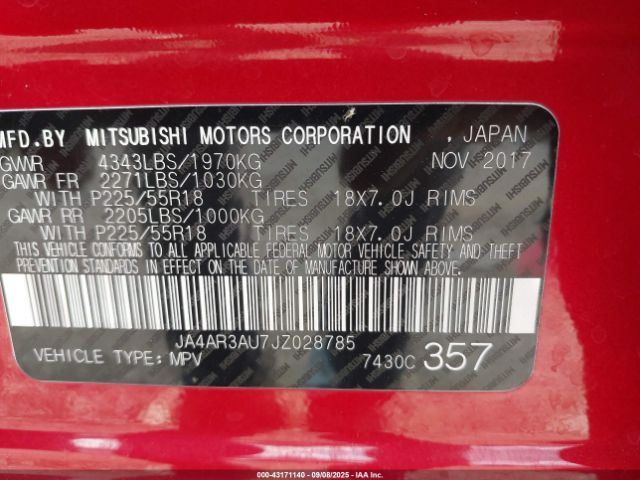 MFD.BY MITSUBISHI MOTORS CORPORATION , JAPAN
GVWR 4343LBS/1970KG NOV 2017
GAWR FR 2271LBS/1030KG
WITH P225/55R18 TIRES 18X7.0J RIMS
GAWR RR 2205LBS/1000KG
WITH P225/55R18 TIRES 18X7.0J RIMS
THIS VEHICLE CONFORMS TO ALL APPLICABLE FEDERAL MOTOR VEHICLE SAFETY AND THEFT
PREVENTION STANDARDS IN EFFECT ON THE DATE OF MANUFACTURE SHOWN ABOVE.
JA4AR3AU7JZ028785
VEHICLE TYPE: MPV 7430C 357
000-43171140 - 09/08/2025 - IAAI.CA